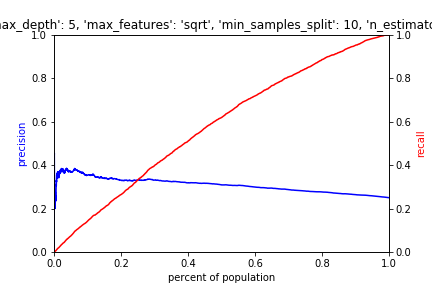 ax_depth': 5, 'max_features': 'sqrt', 'min_samples_split': 10, 'n_estimato
1.0 1.0
0.8 0.8
0.6 0.6
precision recall
0.4 0.4
0.2 0.2
0.0 0.0
0.0 0.2 0.4 0.6 0.8 1.0
percent of population